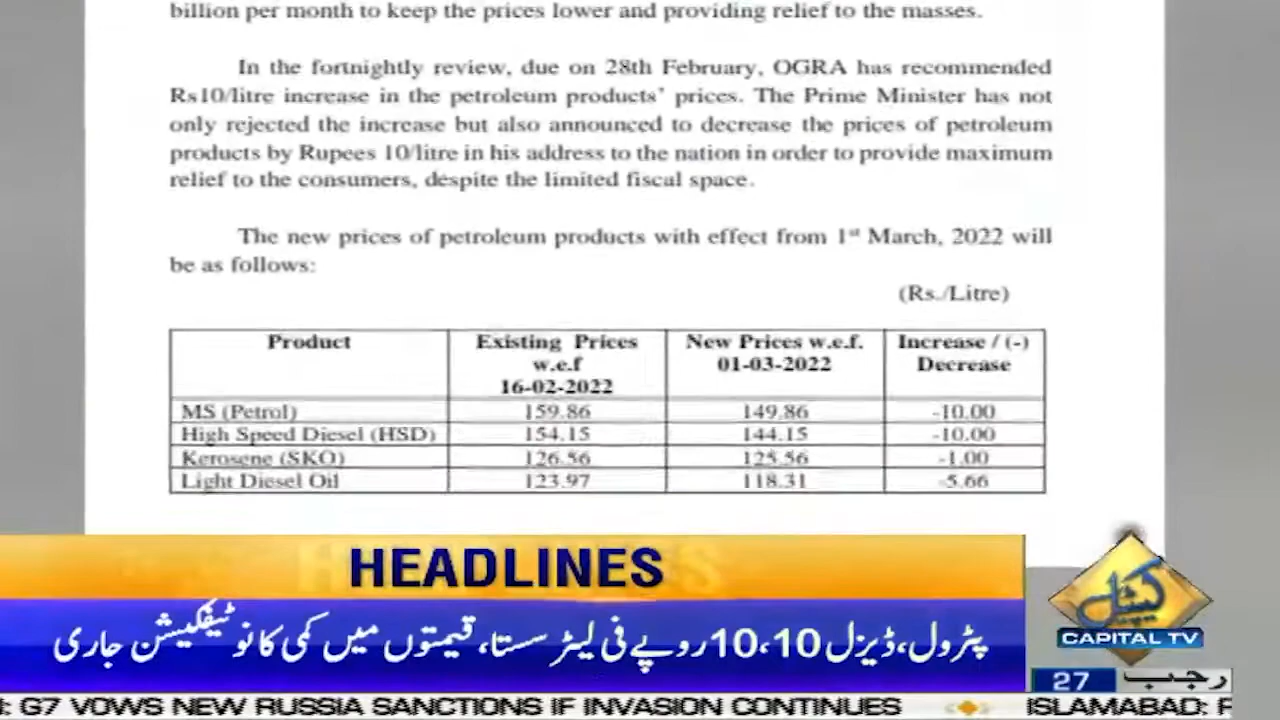 billion per month to keep the prices lower and providing relief to the masses.
In the fortnightly review, due on 28th February, OGRA has recommended
Rs10/litre increase in the petroleum products' prices. The Prime Minister has not
only rejected the increase but also announced to decrease the prices of petroleum
products by Rupees 10/litre in his address to the nation in order to provide maximum
relief to the consumers, despite the limited fiscal space.
The new prices of petroleum products with effect from 1st March, 2022 will
be as follows:
(Rs./Litre)
Product Existing Prices w.e.f 16-02-2022 New Prices w.e.f. 01-03-2022 Increase / (-) Decrease
MS (Petrol) 159.86 149.86 -10.00
High Speed Diesel (HSD) 154.15 144.15 -10.00
Kerosene (SKO) 126.56 125.56 -1.00
Light Diesel Oil 123.97 118.31 -5.66
HEADLINES
پٹرول، ڈیزل 10،10 روپے فی لیٹر سستا، قیمتوں میں کمی کا نوٹیفکیشن جاری
کیپٹل
CAPITAL TV
27 رجب
: G7 VOWS NEW RUSSIA SANCTIONS IF INVASION CONTINUES ISLAMABAD: F